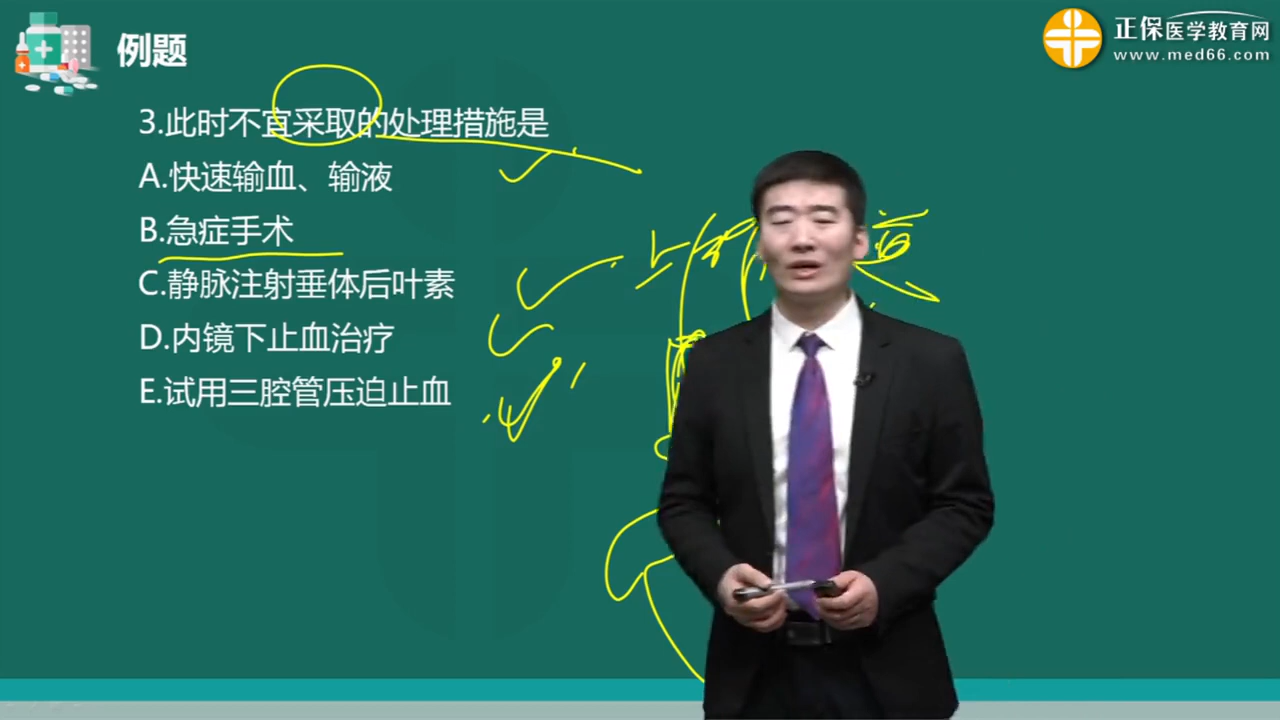 例题
正保医学教育网
www.med66.com
3.此时不宜采取的处理措施是
A.快速输血、输液
B.急症手术
C.静脉注射垂体后叶素
D.内镜下止血治疗
E.试用三腔管压迫止血